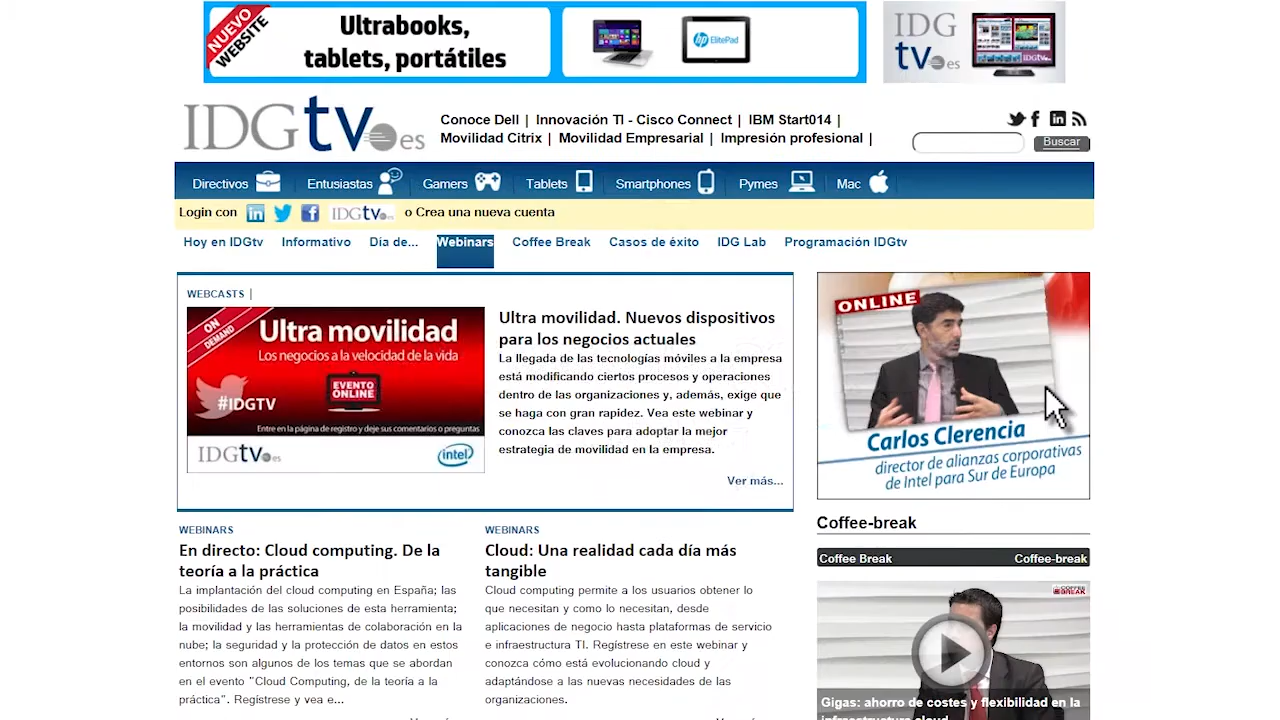 NUEVO
WEBSITE
Ultrabooks,
tablets, portátiles
hp ElitePad
IDG
tv.es
IDGtv.es
Conoce Dell | Innovación TI - Cisco Connect | IBM Start014 |
Movilidad Citrix | Movilidad Empresarial | Impresión profesional |
Buscar
Directivos Entusiastas Gamers Tablets Smartphones Pymes Mac
Login con IDGtv.es o Crea una nueva cuenta
Hoy en IDGtv Informativo Día de... Webinars Coffee Break Casos de éxito IDG Lab Programación IDGtv
WEBCASTS |
ON
DEMAND
Ultra movilidad
Los negocios a la velocidad de la vida
EVENTO
ONLINE
#IDGTV
Entre en la página de registro y deje sus comentarios o preguntas
IDGtv.es
intel
Ultra movilidad. Nuevos dispositivos
para los negocios actuales
La llegada de las tecnologías móviles a la empresa
está modificando ciertos procesos y operaciones
dentro de las organizaciones y, además, exige que
se haga con gran rapidez. Vea este webinar y
conozca las claves para adoptar la mejor
estrategia de movilidad en la empresa.
Ver más...
ONLINE
Carlos Clerencia
director de alianzas corporativas
de Intel para Sur de Europa
WEBINARS
En directo: Cloud computing. De la
teoría a la práctica
La implantación del cloud computing en España; las
posibilidades de las soluciones de esta herramienta;
la movilidad y las herramientas de colaboración en la
nube; la seguridad y la protección de datos en estos
entornos son algunos de los temas que se abordan
en el evento "Cloud Computing, de la teoría a la
práctica". Regístrese y vea e...
WEBINARS
Cloud: Una realidad cada día más
tangible
Cloud computing permite a los usuarios obtener lo
que necesitan y como lo necesitan, desde
aplicaciones de negocio hasta plataformas de servicio
e infraestructura TI. Regístrese en este webinar y
conozca cómo está evolucionando cloud y
adaptándose a las nuevas necesidades de las
organizaciones.
Coffee-break
Coffee Break Coffee-break
COFFEE
BREAK
Gigas: ahorro de costes y flexibilidad en la
infraestructura cloud